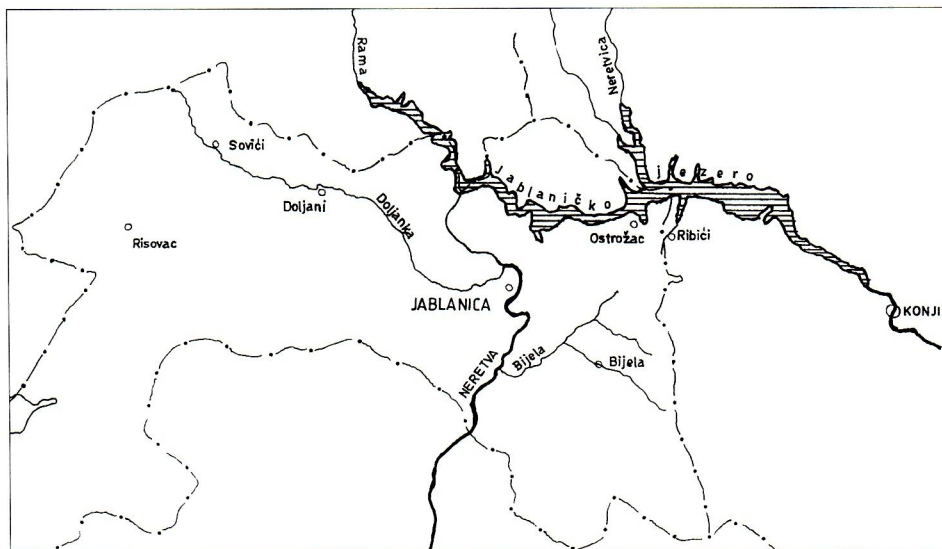 Rama
Neretvica
Sovići
Jablaničko jezero
Doljani
Doljanka
Risovac
Ostrožac
Ribići
JABLANICA
KONJI
NERETVA
Bijela
Bijela